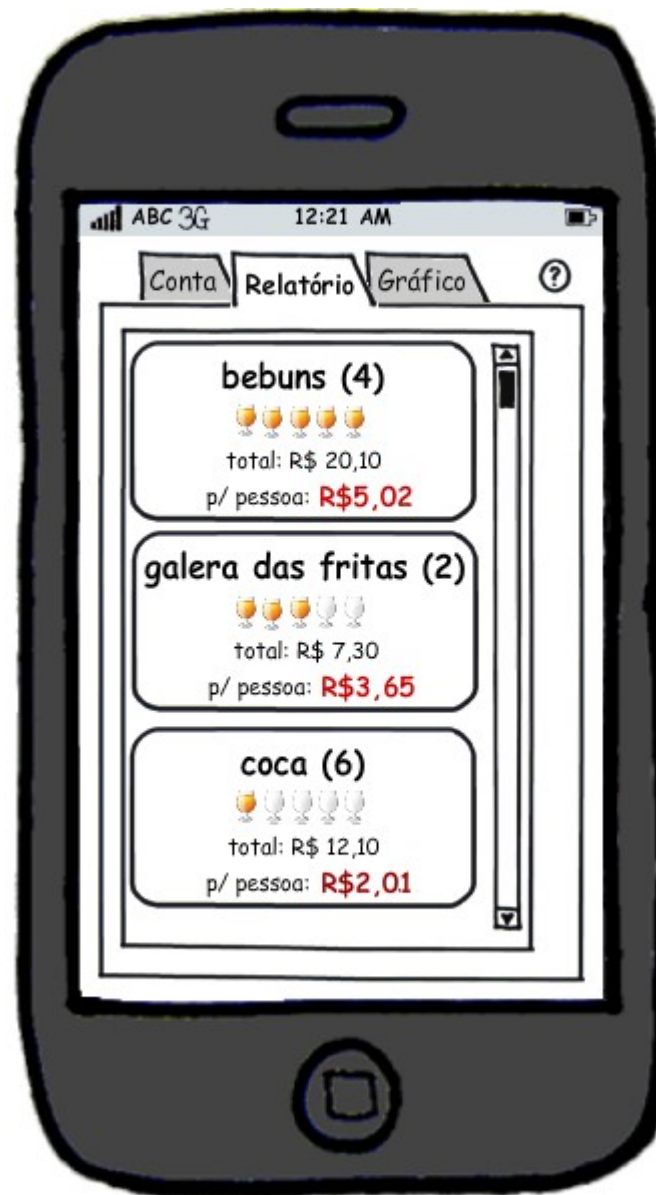 ABC 3G 12:21 AM
Conta Relatório Gráfico ?
bebuns (4)
total: R$ 20,10
p/ pessoa: R$5,02
galera das fritas (2)
total: R$ 7,30
p/ pessoa: R$3,65
coca (6)
total: R$ 12,10
p/ pessoa: R$2,01